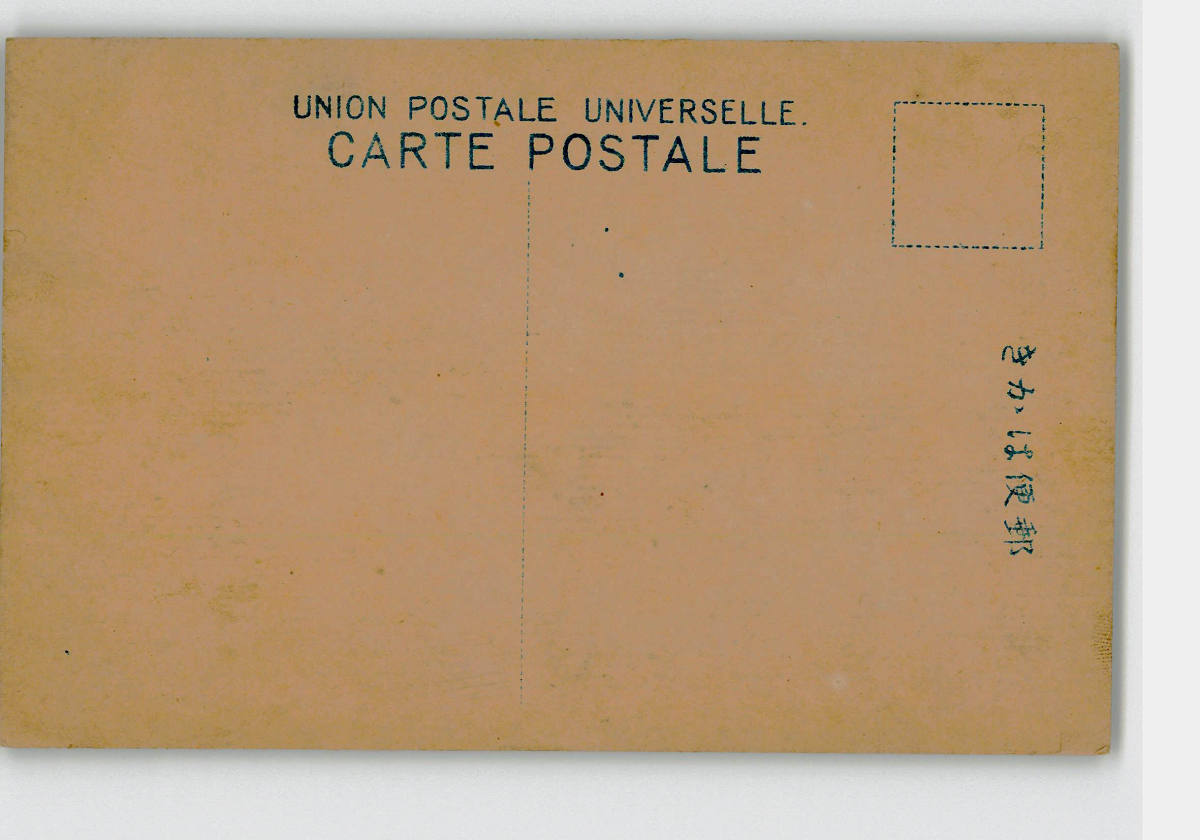 UNION POSTALE UNIVERSELLE.
CARTE POSTALE
きかは便郵